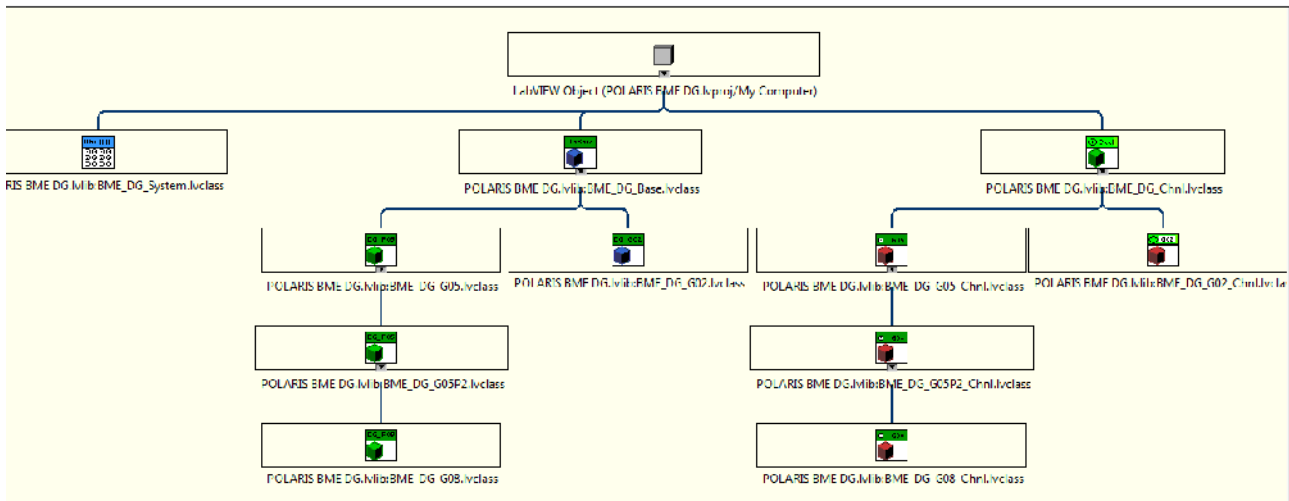 LabVIEW Object (POLARIS BME DG.lvproj/My Computer)
RIS BME DG.lvlib:BME_DG_System.lvclass
POLARIS BME DG.lvlib:BME_DG_Base.lvclass
POLARIS BME DG.lvlib:BME_DG_Chnl.lvclass
POLARIS BME DG.lvlib:BME_DG_G05.lvclass
POLARIS BME DG.lvlib:BME_DG_G02.lvclass
POLARIS BME DG.lvlib:BME_DG_G05_Chnl.lvclass
POLARIS BME DG.lvlib:BME_DG_G02_Chnl.lvcla
POLARIS BME DG.lvlib:BME_DG_G05P2.lvclass
POLARIS BME DG.lvlib:BME_DG_G05P2_Chnl.lvclass
POLARIS BME DG.lvlib:BME_DG_G08.lvclass
POLARIS BME DG.lvlib:BME_DG_G08_Chnl.lvclass